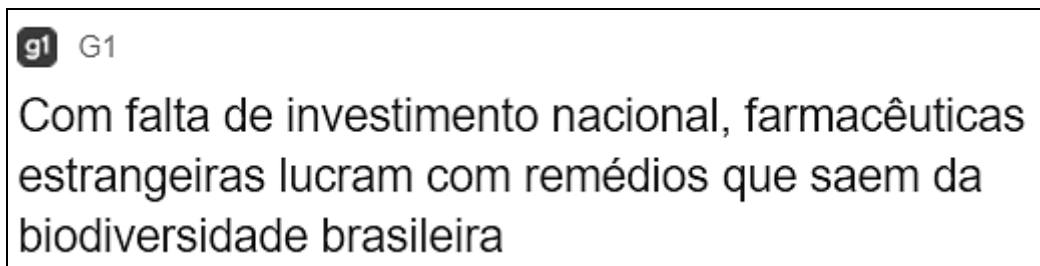 g1 G1
Com falta de investimento nacional, farmacêuticas
estrangeiras lucram com remédios que saem da
biodiversidade brasileira